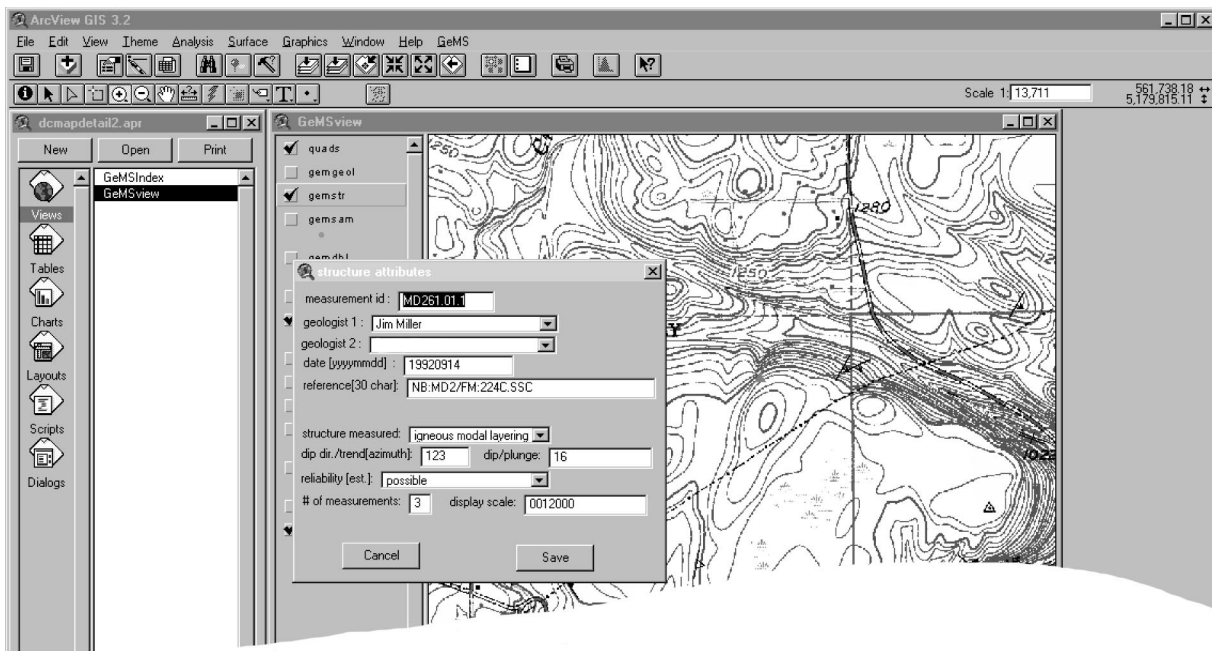 ArcView GIS 3.2
File Edit View Theme Analysis Surface Graphics Window Help GeMS
Scale 1: 13,711
561,738.18
5,179,815.11
dcmapdetail2.apr
New Open Print
Views
Tables
Charts
Layouts
Scripts
Dialogs
GeMSIndex
GeMSview
GeMSview
quads
gemgeol
gemstr
gemsam
structure attributes
measurement id : MD261.01.1
geologist 1 : Jim Miller
geologist 2 :
date [yyyymmdd] : 19920914
reference[30 char]: NB:MD2/FM:224C.SSC
structure measured: igneous modal layering
dip dir./trend[azimuth]: 123 dip/plunge: 16
reliability [est.]: possible
# of measurements: 3 display scale: 0012000
Cancel Save
1250
1280
1250
Y
1022